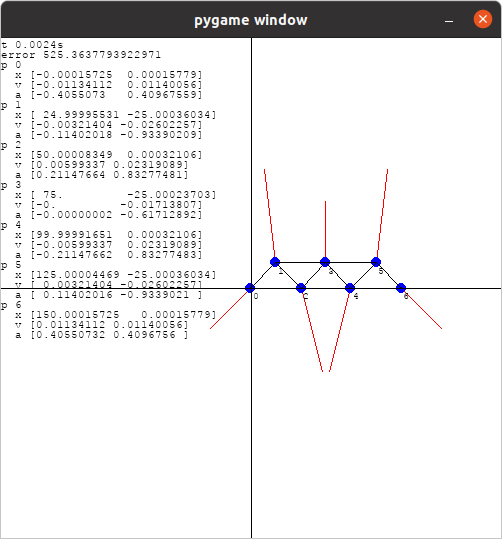 pygame window
t 0.0024s
error 525.3637793922971
p 0
x [-0.00015725 0.00015779]
v [-0.01134112 0.01140056]
a [-0.4055073 0.40967559]
p 1
x [ 24.99995531 -25.00036034]
v [-0.00321404 -0.02602257]
a [-0.11402018 -0.93390209]
p 2
x [50.00008349 0.00032106]
v [0.00599337 0.02319089]
a [0.21147664 0.83277481]
p 3
x [ 75. -25.00023703]
v [-0. -0.01713807]
a [-0.00000002 -0.61712892]
p 4
x [99.99991651 0.00032106]
v [-0.00599337 0.02319089]
a [-0.21147662 0.83277483]
p 5
x [125.00004469 -25.00036034]
v [ 0.00321404 -0.02602257]
a [ 0.11402016 -0.9339021 ]
p 6
x [150.00015725 0.00015779]
v [0.01134112 0.01140056]
a [0.40550732 0.4096756 ]
1 3 5
0 2 4 6